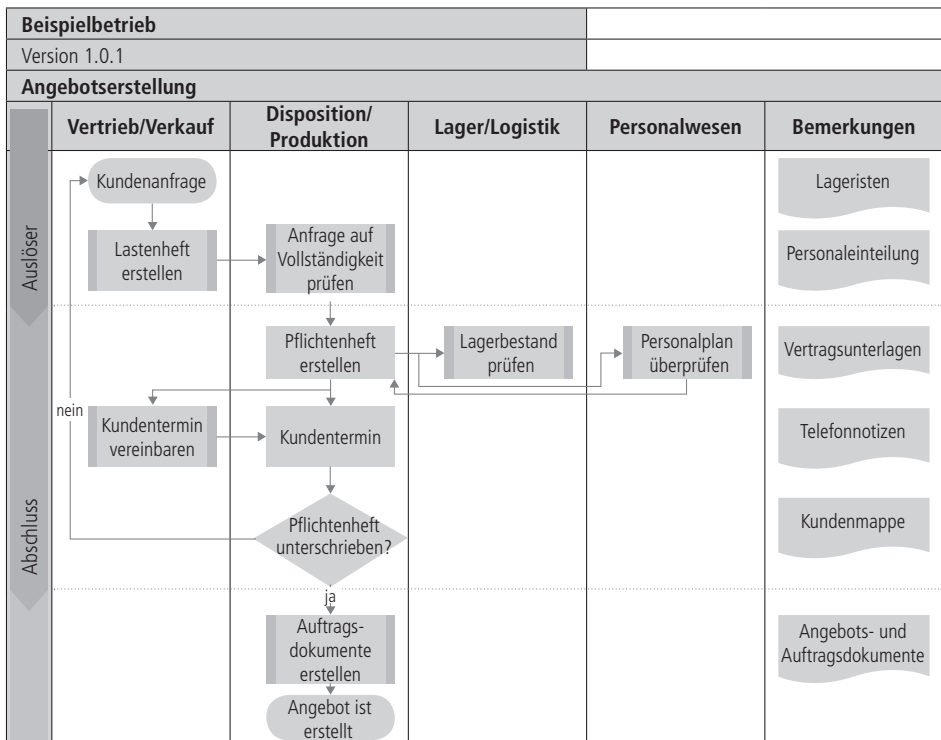 Beispielbetrieb
Version 1.0.1
Angebotserstellung
Vertrieb/Verkauf
Disposition/
Produktion
Lager/Logistik
Personalwesen
Bemerkungen
Auslöser
Kundenanfrage
Lageristen
Lastenheft
erstellen
Anfrage auf
Vollständigkeit
prüfen
Personaleinteilung
Pflichtenheft
erstellen
Lagerbestand
prüfen
Personalplan
überprüfen
Vertragsunterlagen
nein
Kundentermin
vereinbaren
Kundentermin
Telefonnotizen
Abschluss
Pflichtenheft
unterschrieben?
Kundenmappe
ja
Auftrags-
dokumente
erstellen
Angebots- und
Auftragsdokumente
Angebot ist
erstellt